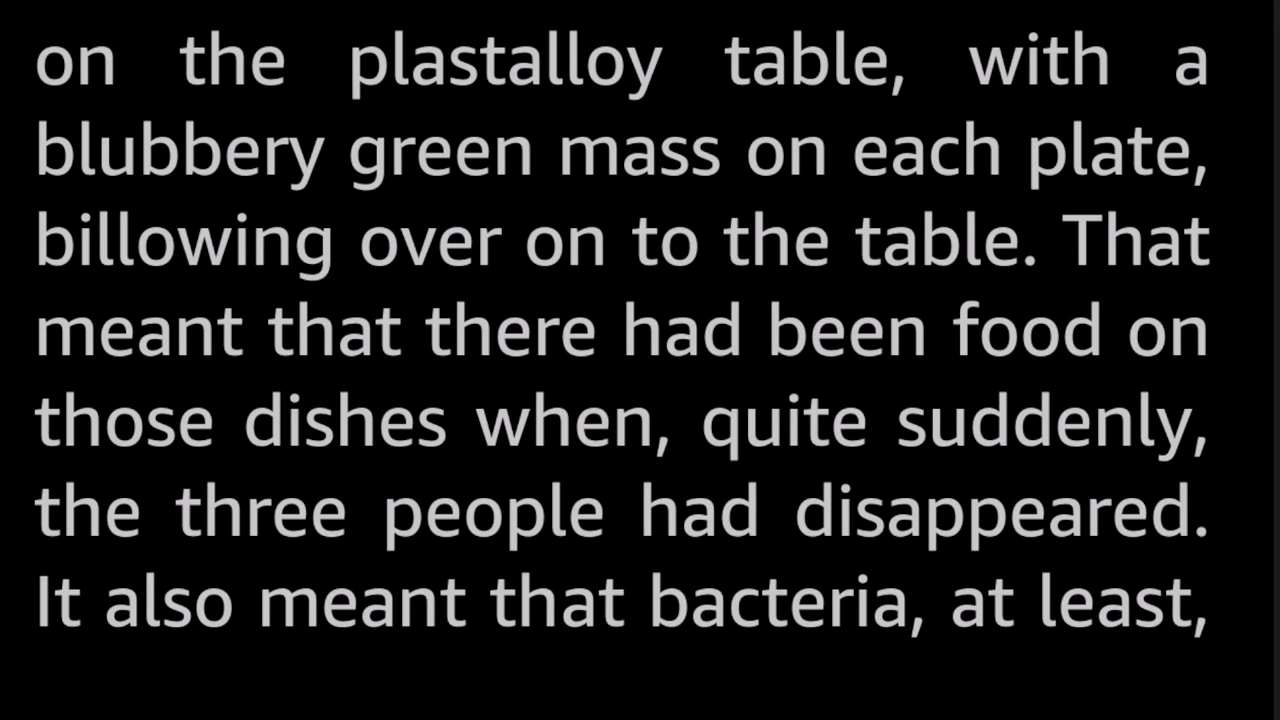 on the plastalloy table, with a
blubbery green mass on each plate,
billowing over on to the table. That
meant that there had been food on
those dishes when, quite suddenly,
the three people had disappeared.
It also meant that bacteria, at least,